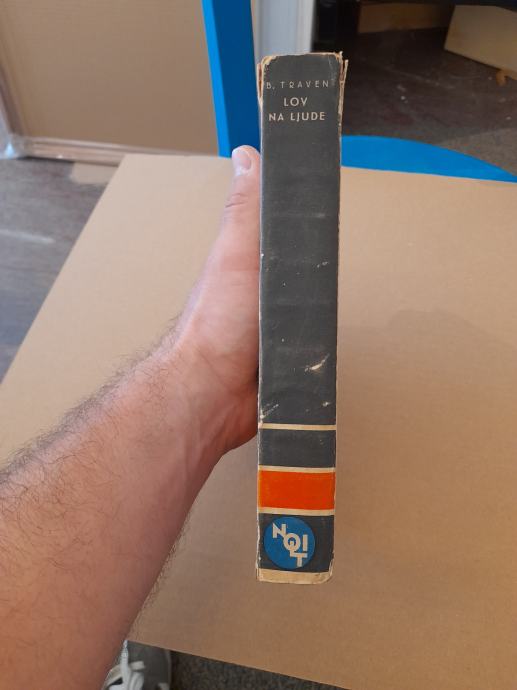 B. TRAVEN
LOV
NA LJUDE
NOLIT